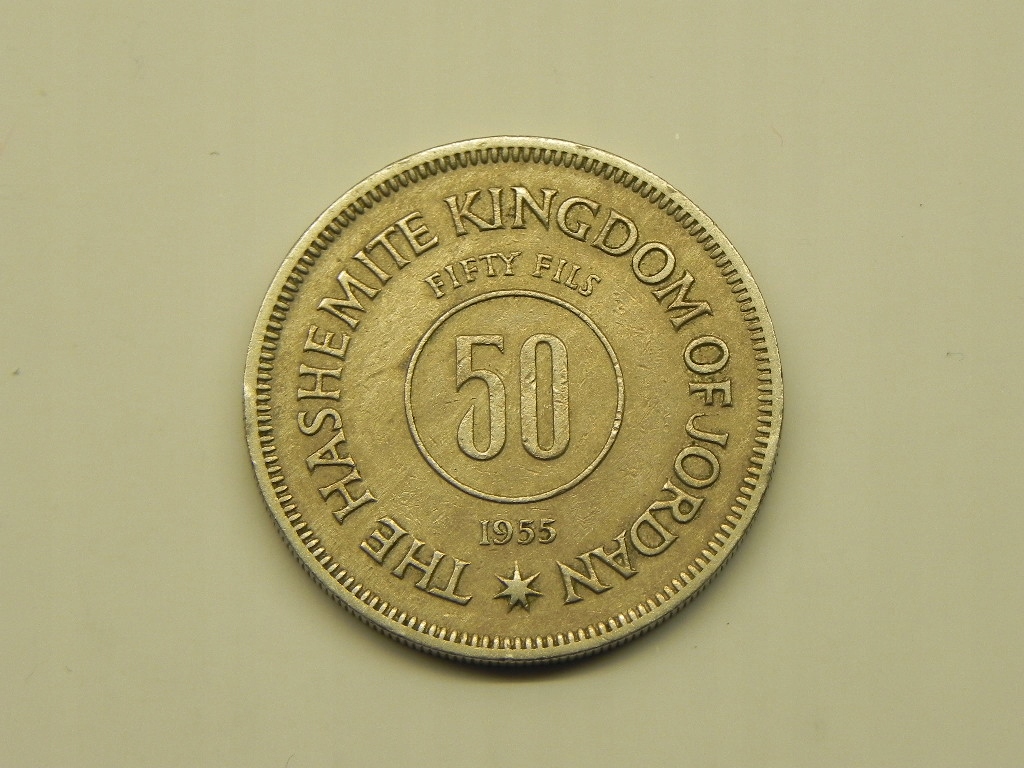 THE HASHEMITE KINGDOM OF JORDAN
FIFTY FILS
50
1955